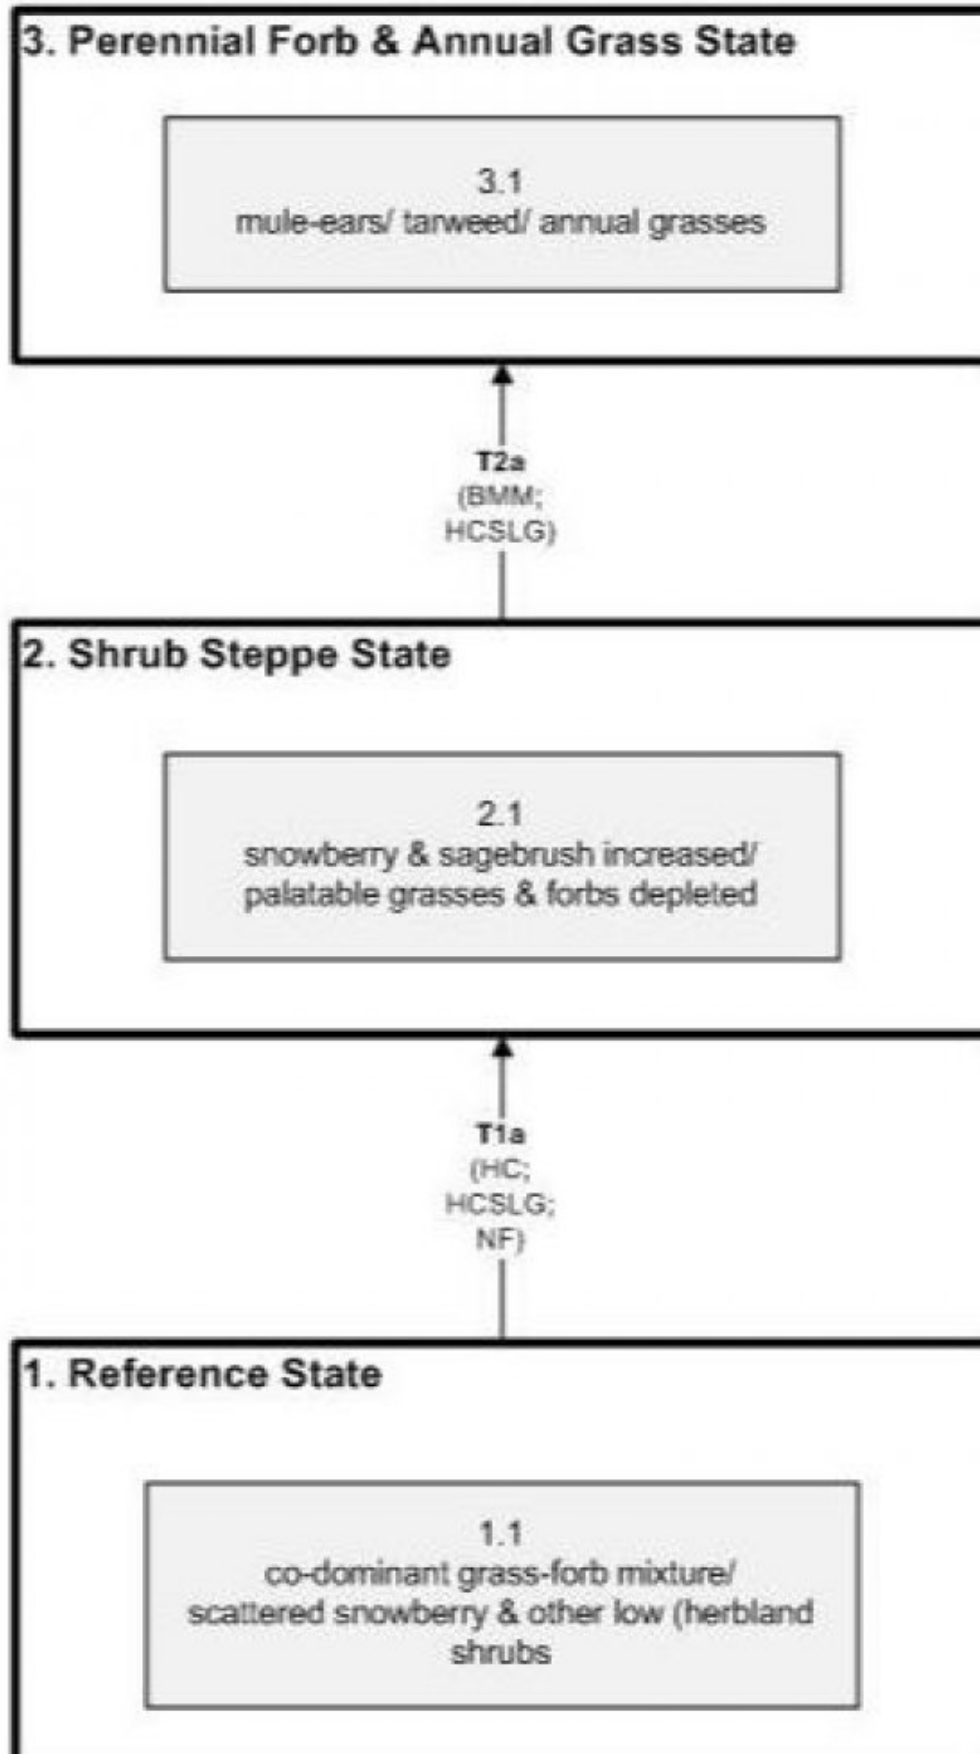 3. Perennial Forb & Annual Grass State
3.1
mule-ears/ tarweed/ annual grasses
T2a
(BMM;
HCSLG)
2. Shrub Steppe State
2.1
snowberry & sagebrush increased/
palatable grasses & forbs depleted
T1a
(HC;
HCSLG;
NF)
1. Reference State
1.1
co-dominant grass-forb mixture/
scattered snowberry & other low (herbland
shrubs